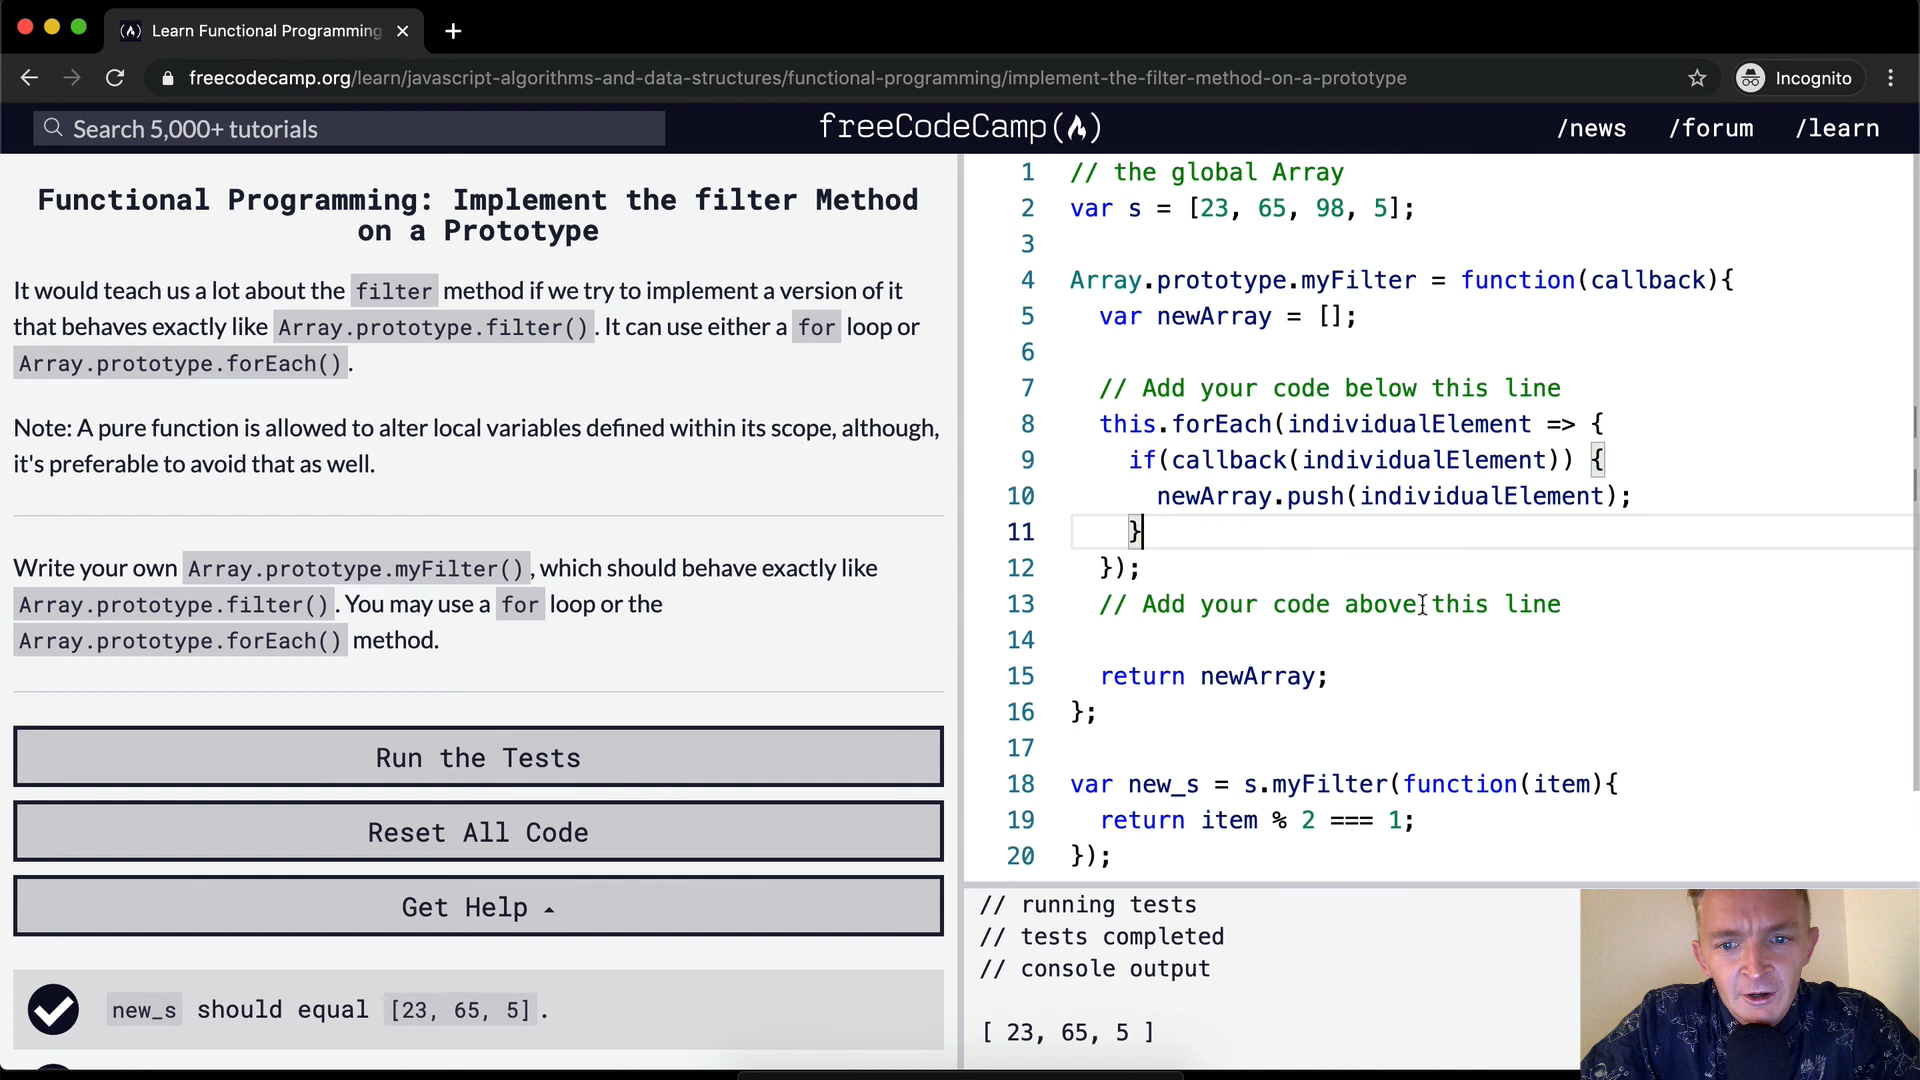 Learn Functional Programming
freecodecamp.org/learn/javascript-algorithms-and-data-structures/functional-programming/implement-the-filter-method-on-a-prototype
Incognito
Search 5,000+ tutorials
freeCodeCamp
/news /forum /learn
Functional Programming: Implement the filter Method
on a Prototype
It would teach us a lot about the filter method if we try to implement a version of it
that behaves exactly like Array.prototype.filter(). It can use either a for loop or
Array.prototype.forEach().
Note: A pure function is allowed to alter local variables defined within its scope, although,
it's preferable to avoid that as well.
Write your own Array.prototype.myFilter(), which should behave exactly like
Array.prototype.filter(). You may use a for loop or the
Array.prototype.forEach() method.
Run the Tests
Reset All Code
Get Help
new_s should equal [23, 65, 5].
1 // the global Array
2 var s = [23, 65, 98, 5];
3
4 Array.prototype.myFilter = function(callback){
5 var newArray = [];
6
7 // Add your code below this line
8 this.forEach(individualElement => {
9 if(callback(individualElement)) {
10 newArray.push(individualElement);
11 }
12 });
13 // Add your code above this line
14
15 return newArray;
16 };
17
18 var new_s = s.myFilter(function(item){
19 return item % 2 === 1;
20 });
// running tests
// tests completed
// console output
[ 23, 65, 5 ]